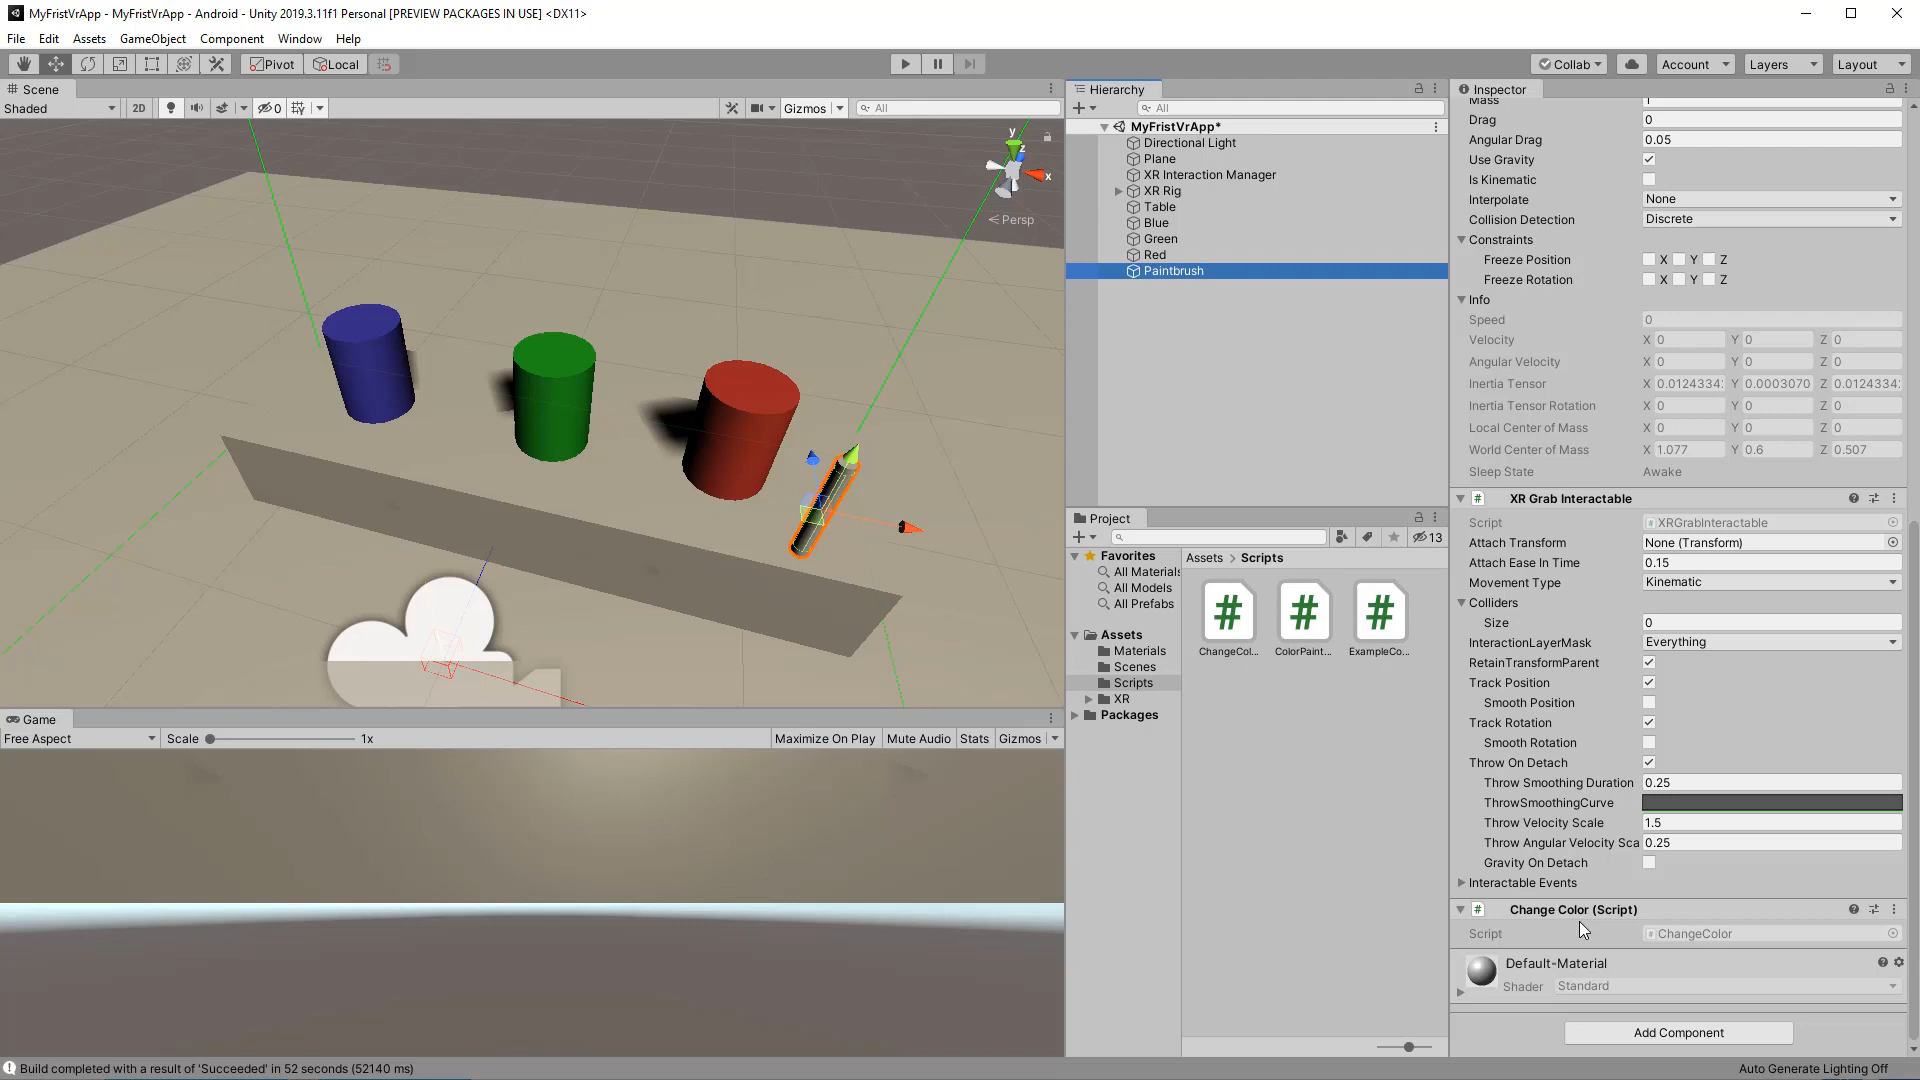 MyFristVrApp - MyFristVrApp - Android - Unity 2019.3.11f1 Personal [PREVIEW PACKAGES IN USE] <DX11>
File Edit Assets GameObject Component Window Help
Pivot Local Collab Account Layers Layout
Scene
Shaded 2D 0 Gizmos All
y
z
x
Persp
Hierarchy
All
MyFristVrApp*
Directional Light
Plane
XR Interaction Manager
XR Rig
Table
Blue
Green
Red
Paintbrush
Game
Free Aspect Scale 1x Maximize On Play Mute Audio Stats Gizmos
Project
13
Favorites
All Materials
All Models
All Prefabs
Assets
Materials
Scenes
Scripts
XR
Packages
Assets > Scripts
# # #
ChangeCol... ColorPaint... ExampleCo...
Inspector
Mass 1
Drag 0
Angular Drag 0.05
Use Gravity
Is Kinematic
Interpolate None
Collision Detection Discrete
Constraints
Freeze Position X Y Z
Freeze Rotation X Y Z
Info
Speed 0
Velocity X 0 Y 0 Z 0
Angular Velocity X 0 Y 0 Z 0
Inertia Tensor X 0.0124334 Y 0.0003070 Z 0.0124334
Inertia Tensor Rotation X 0 Y 0 Z 0
Local Center of Mass X 0 Y 0 Z 0
World Center of Mass X 1.077 Y 0.6 Z 0.507
Sleep State Awake
# XR Grab Interactable
Script XRGrabInteractable
Attach Transform None (Transform)
Attach Ease In Time 0.15
Movement Type Kinematic
Colliders
Size 0
InteractionLayerMask Everything
RetainTransformParent
Track Position
Smooth Position
Track Rotation
Smooth Rotation
Throw On Detach
Throw Smoothing Duration 0.25
ThrowSmoothingCurve
Throw Velocity Scale 1.5
Throw Angular Velocity Sca 0.25
Gravity On Detach
Interactable Events
# Change Color (Script)
Script ChangeColor
Default-Material
Shader Standard
Add Component
Build completed with a result of 'Succeeded' in 52 seconds (52140 ms)
Auto Generate Lighting Off